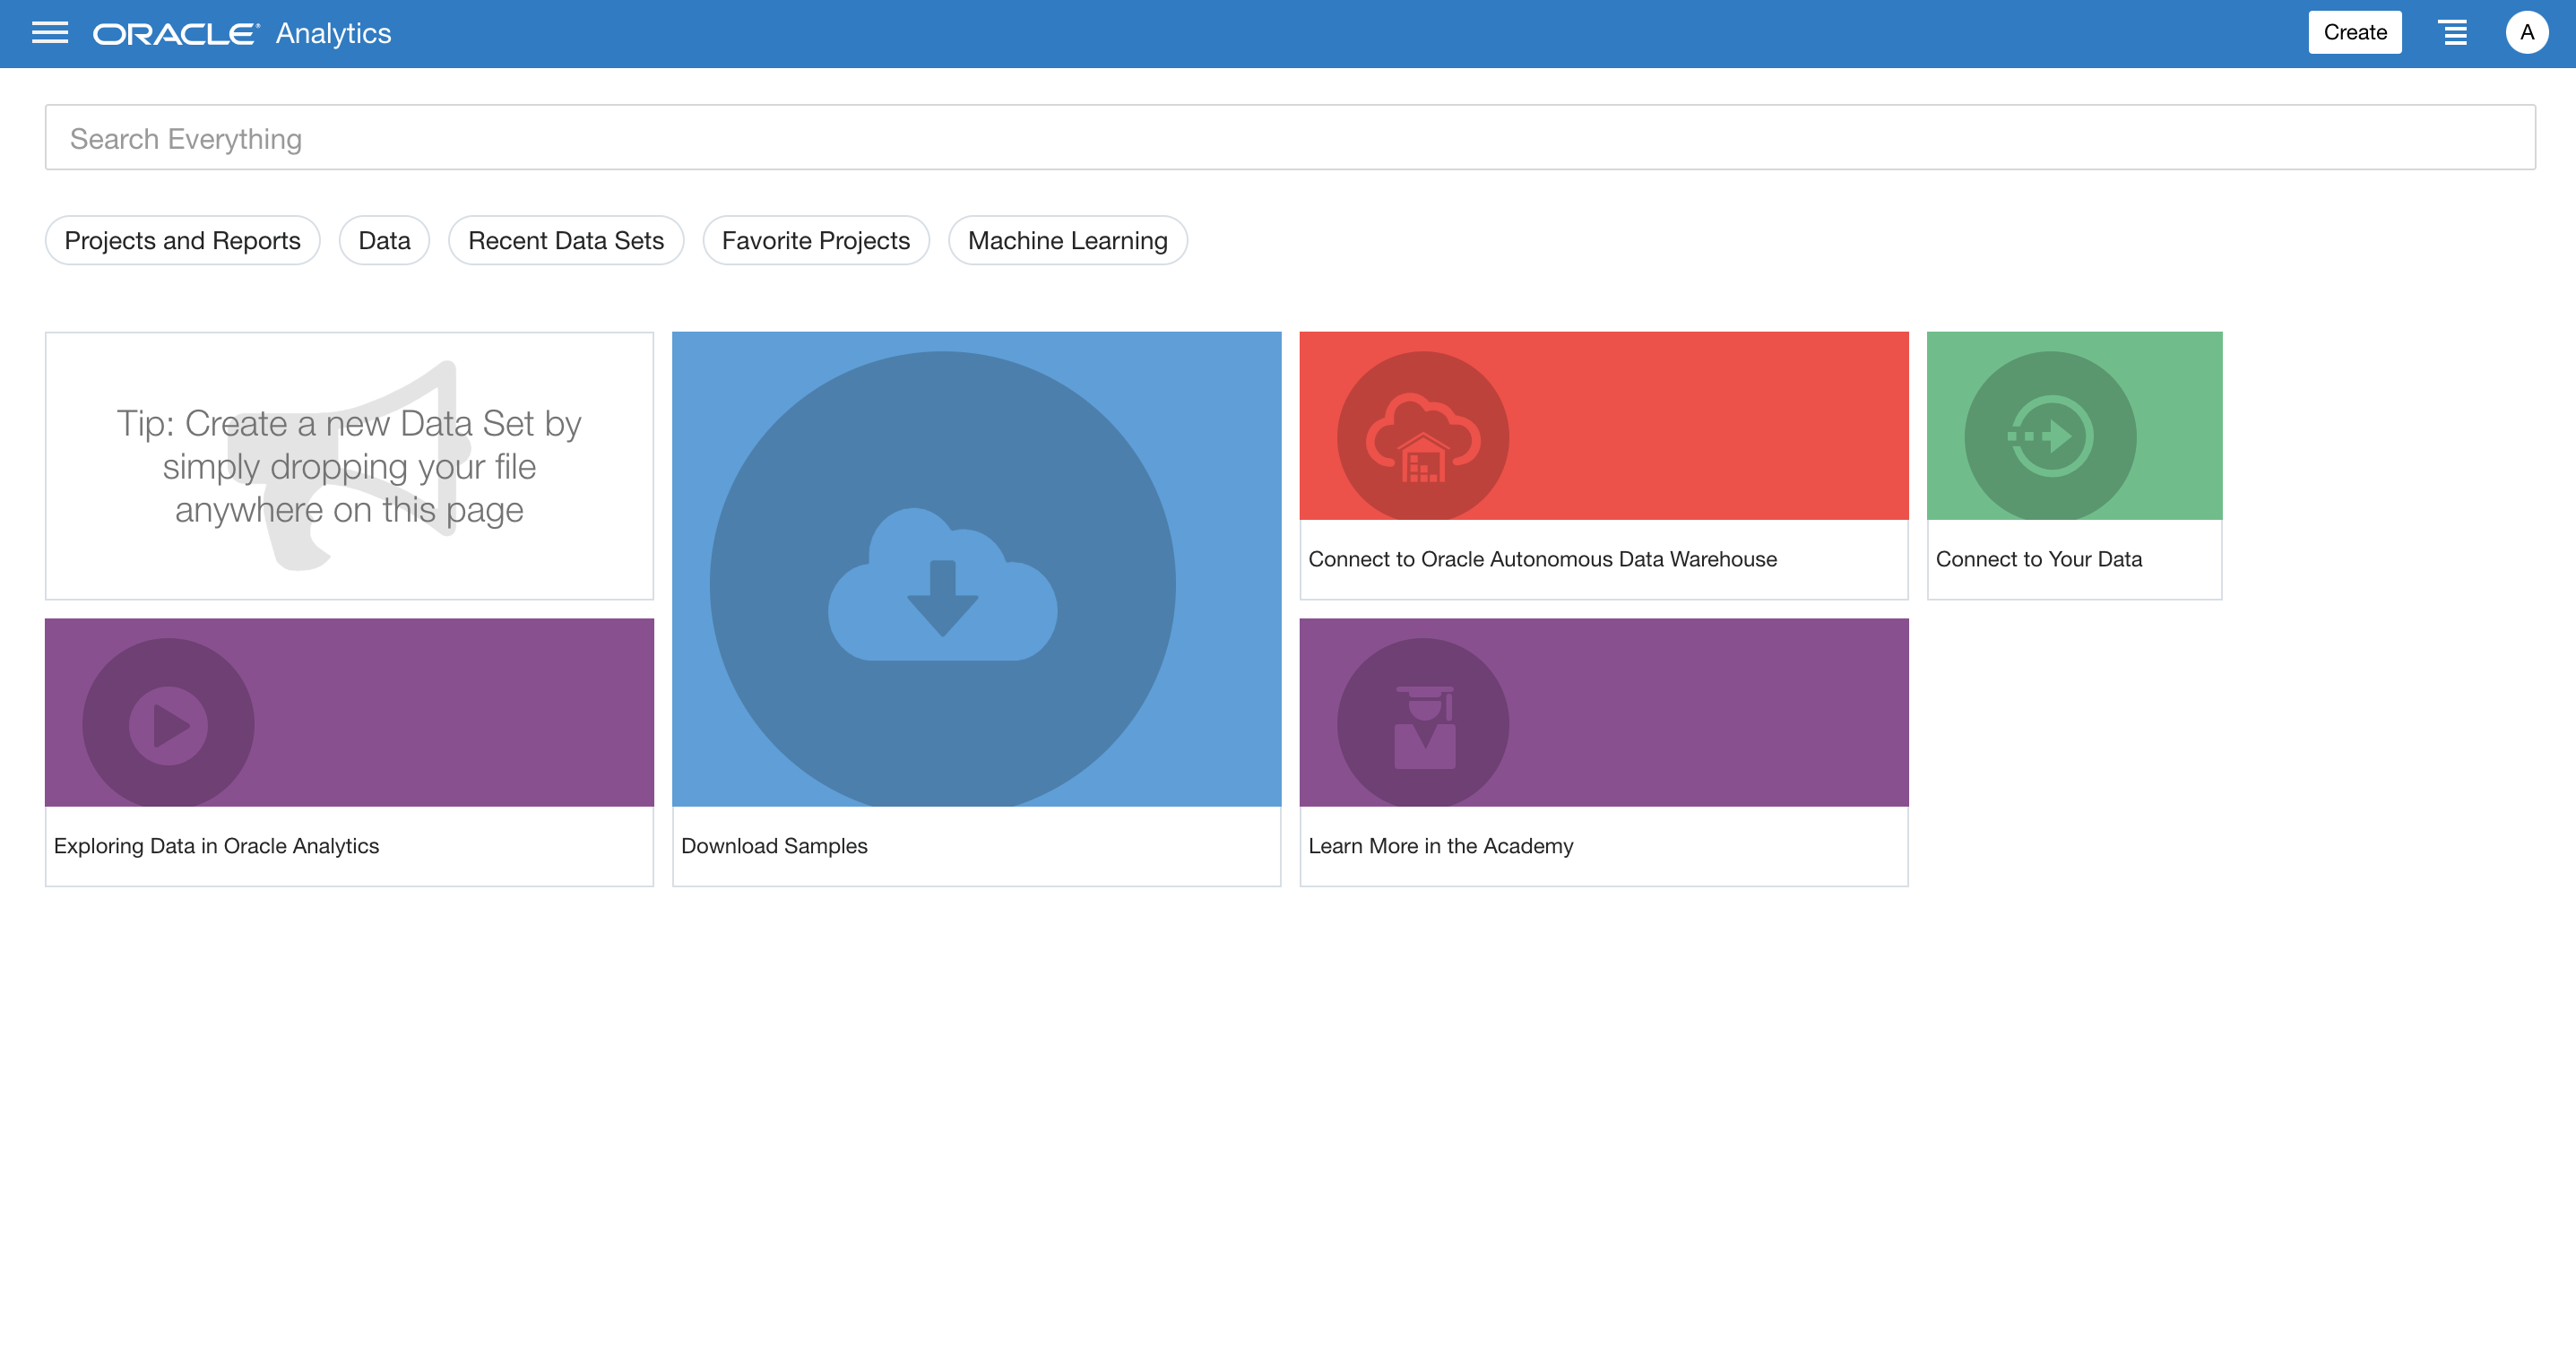 ORACLE Analytics
Create
A
Search Everything
Projects and Reports
Data
Recent Data Sets
Favorite Projects
Machine Learning
Tip: Create a new Data Set by
simply dropping your file
anywhere on this page
Connect to Oracle Autonomous Data Warehouse
Connect to Your Data
Exploring Data in Oracle Analytics
Download Samples
Learn More in the Academy